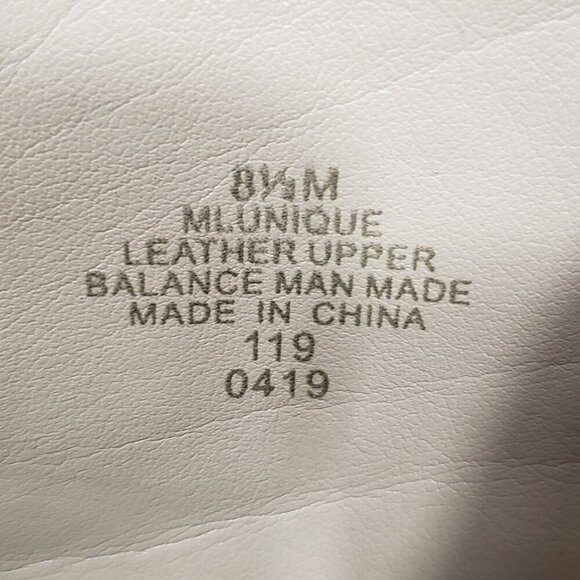 8½M
MLUNIQUE
LEATHER UPPER
BALANCE MAN MADE
MADE IN CHINA
119
0419